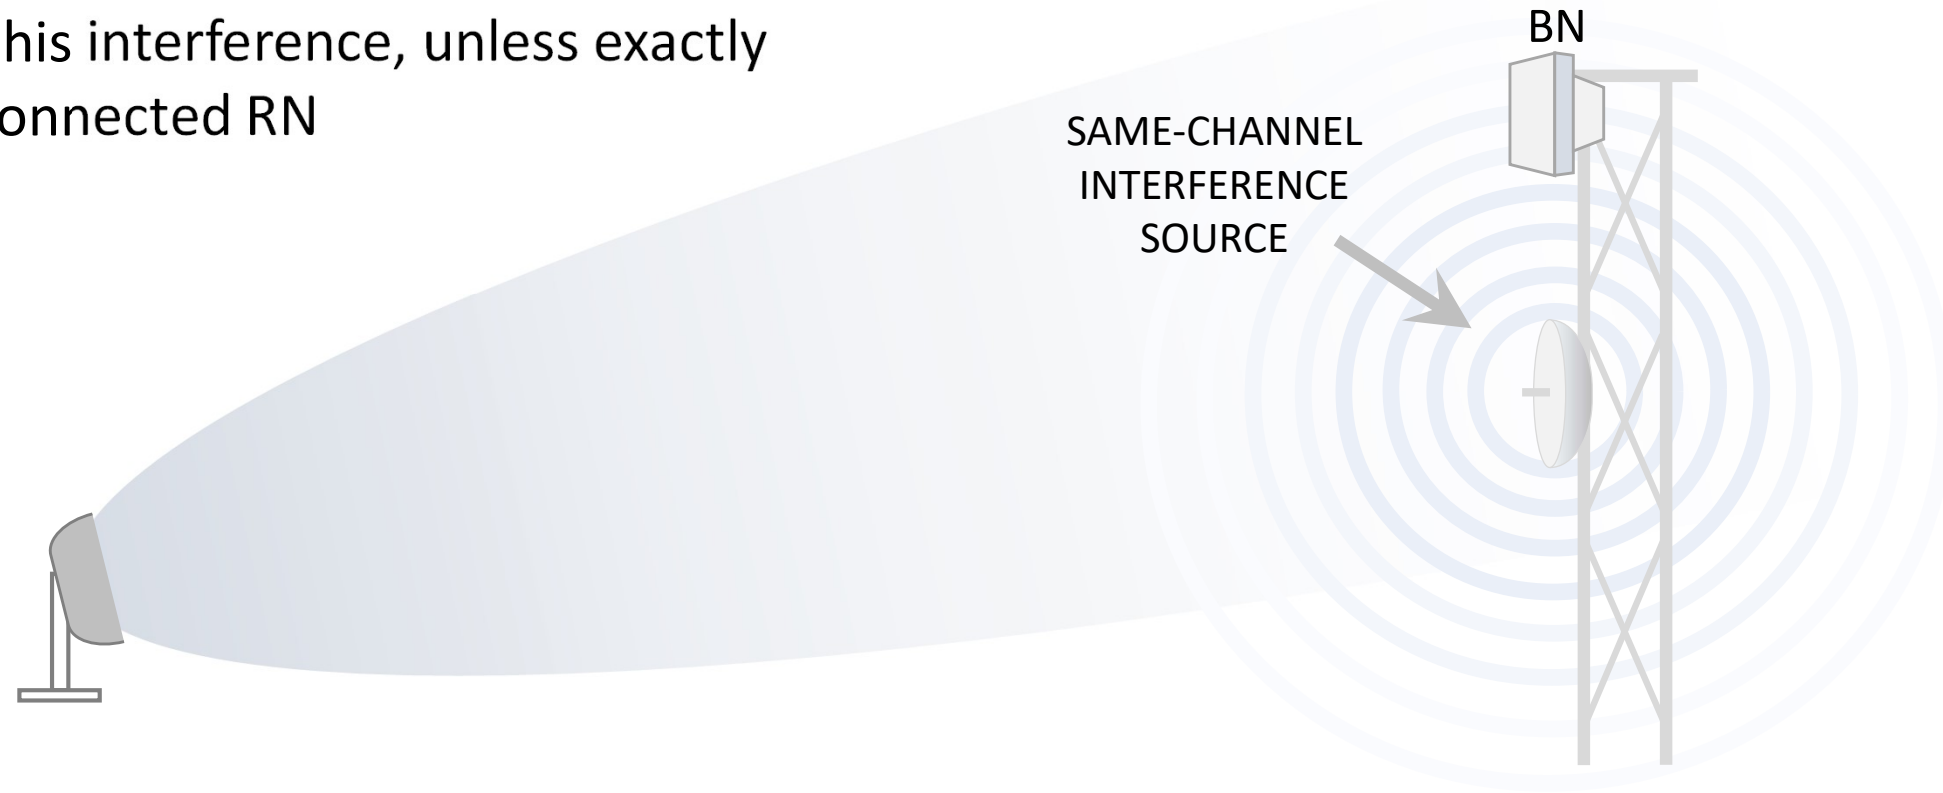 his interference, unless exactly
onnected RN
BN
SAME-CHANNEL
INTERFERENCE
SOURCE